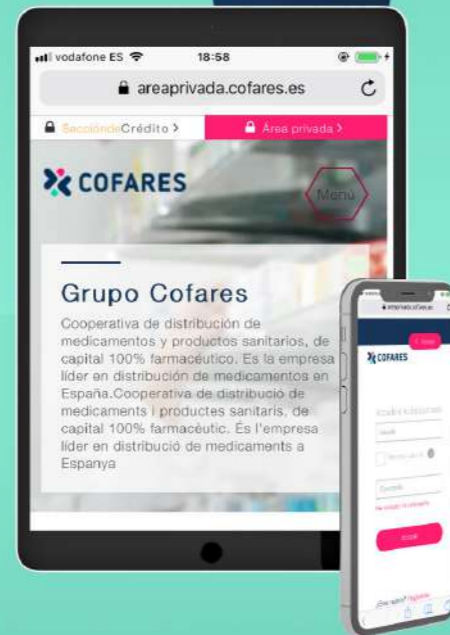 vodafone ES 18:58
areaprivada.cofares.es
SeccióndeCrédito > Área privada >
COFARES
Menú
Grupo Cofares
Cooperativa de distribución de
medicamentos y productos sanitarios, de
capital 100% farmacéutico. Es la empresa
líder en distribución de medicamentos en
España.Cooperativa de distribució de
medicaments i productes sanitaris, de
capital 100% farmacèutic. És l'empresa
líder en distribució de medicaments a
Espanya
COFARES